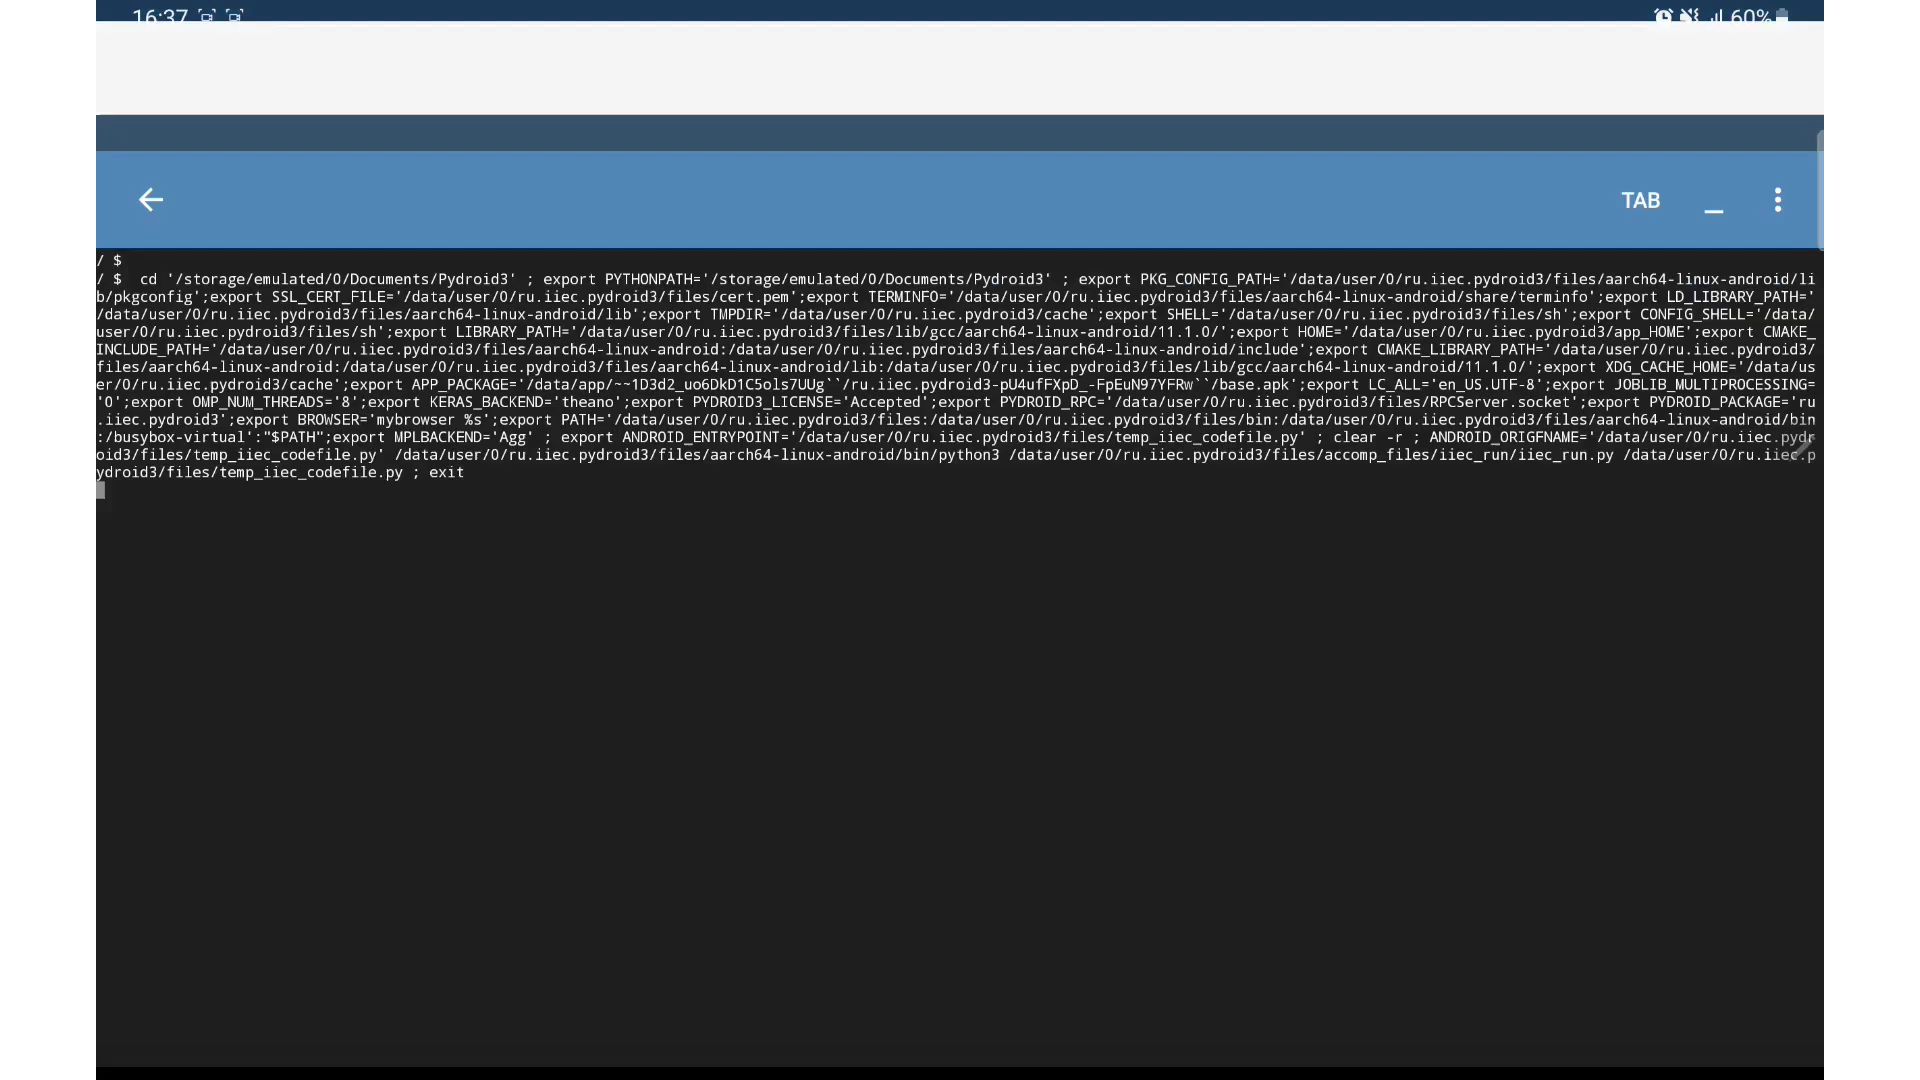 16:37 60%
TAB
/ $
/ $  cd '/storage/emulated/0/Documents/Pydroid3' ; export PYTHONPATH='/storage/emulated/0/Documents/Pydroid3' ; export PKG_CONFIG_PATH='/data/user/0/ru.iiec.pydroid3/files/aarch64-linux-android/li
b/pkgconfig';export SSL_CERT_FILE='/data/user/0/ru.iiec.pydroid3/files/cert.pem';export TERMINFO='/data/user/0/ru.iiec.pydroid3/files/aarch64-linux-android/share/terminfo';export LD_LIBRARY_PATH='
/data/user/0/ru.iiec.pydroid3/files/aarch64-linux-android/lib';export TMPDIR='/data/user/0/ru.iiec.pydroid3/cache';export SHELL='/data/user/0/ru.iiec.pydroid3/files/sh';export CONFIG_SHELL='/data/
user/0/ru.iiec.pydroid3/files/sh';export LIBRARY_PATH='/data/user/0/ru.iiec.pydroid3/files/lib/gcc/aarch64-linux-android/11.1.0/';export HOME='/data/user/0/ru.iiec.pydroid3/app_HOME';export CMAKE_
INCLUDE_PATH='/data/user/0/ru.iiec.pydroid3/files/aarch64-linux-android:/data/user/0/ru.iiec.pydroid3/files/aarch64-linux-android/include';export CMAKE_LIBRARY_PATH='/data/user/0/ru.iiec.pydroid3/
files/aarch64-linux-android:/data/user/0/ru.iiec.pydroid3/files/aarch64-linux-android/lib:/data/user/0/ru.iiec.pydroid3/files/lib/gcc/aarch64-linux-android/11.1.0/';export XDG_CACHE_HOME='/data/us
er/0/ru.iiec.pydroid3/cache';export APP_PACKAGE='/data/app/~~1D3d2_uo6DkD1C5ols7UUg``/ru.iiec.pydroid3-pU4ufFXpD_-FpEuN97YFRw``/base.apk';export LC_ALL='en_US.UTF-8';export JOBLIB_MULTIPROCESSING=
'0';export OMP_NUM_THREADS='8';export KERAS_BACKEND='theano';export PYDROID3_LICENSE='Accepted';export PYDROID_RPC='/data/user/0/ru.iiec.pydroid3/files/RPCServer.socket';export PYDROID_PACKAGE='ru
.iiec.pydroid3';export BROWSER='mybrowser %s';export PATH='/data/user/0/ru.iiec.pydroid3/files:/data/user/0/ru.iiec.pydroid3/files/bin:/data/user/0/ru.iiec.pydroid3/files/aarch64-linux-android/bin
:/busybox-virtual':"$PATH";export MPLBACKEND='Agg' ; export ANDROID_ENTRYPOINT='/data/user/0/ru.iiec.pydroid3/files/temp_iiec_codefile.py' ; clear -r ; ANDROID_ORIGFNAME='/data/user/0/ru.iiec.pydr
oid3/files/temp_iiec_codefile.py' /data/user/0/ru.iiec.pydroid3/files/aarch64-linux-android/bin/python3 /data/user/0/ru.iiec.pydroid3/files/accomp_files/iiec_run/iiec_run.py /data/user/0/ru.iiec.p
ydroid3/files/temp_iiec_codefile.py ; exit